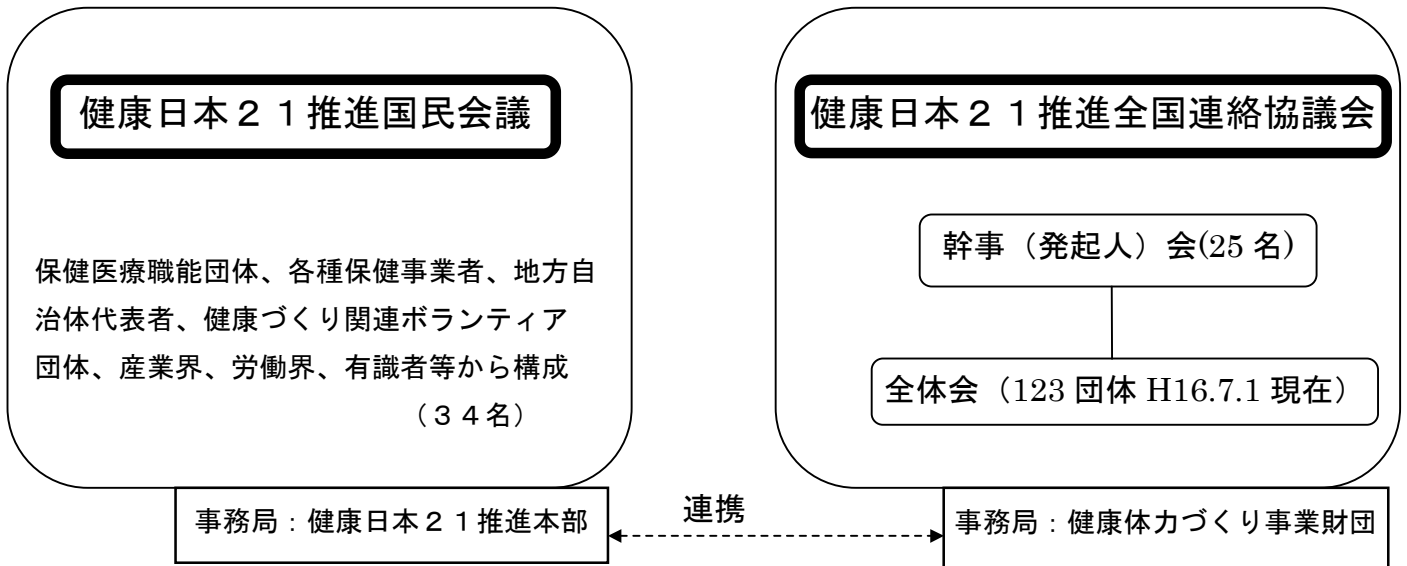 健康日本２１推進国民会議
保健医療職能団体、各種保健事業者、地方自
治体代表者、健康づくり関連ボランティア
団体、産業界、労働界、有識者等から構成
（３４名）
事務局：健康日本２１推進本部
連携
健康日本２１推進全国連絡協議会
幹事（発起人）会(25 名)
全体会（123 団体 H16.7.1 現在）
事務局：健康体力づくり事業財団